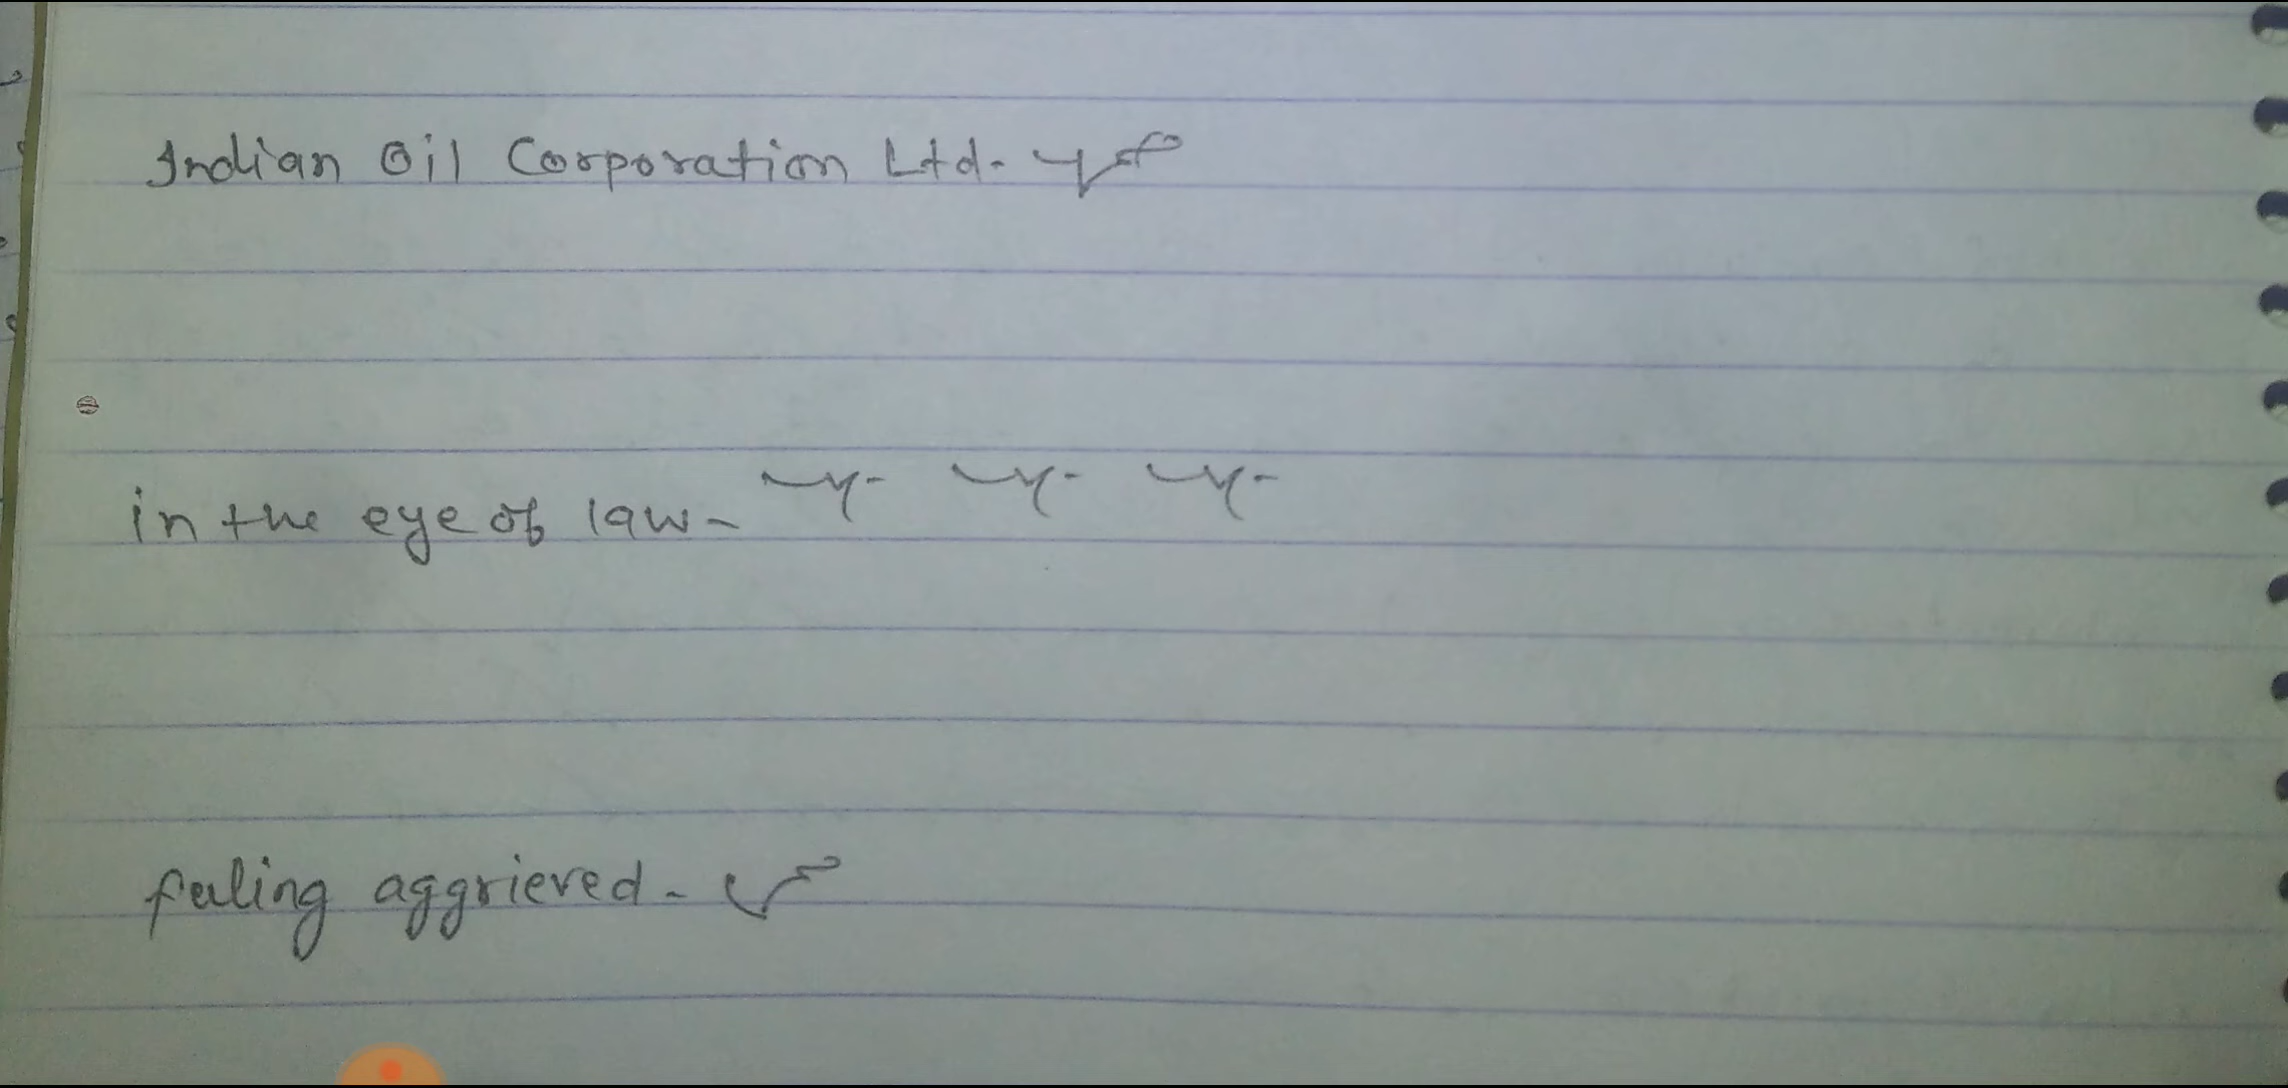 Indian Oil Corporation Ltd-
in the eye of law-
feeling aggrieved-